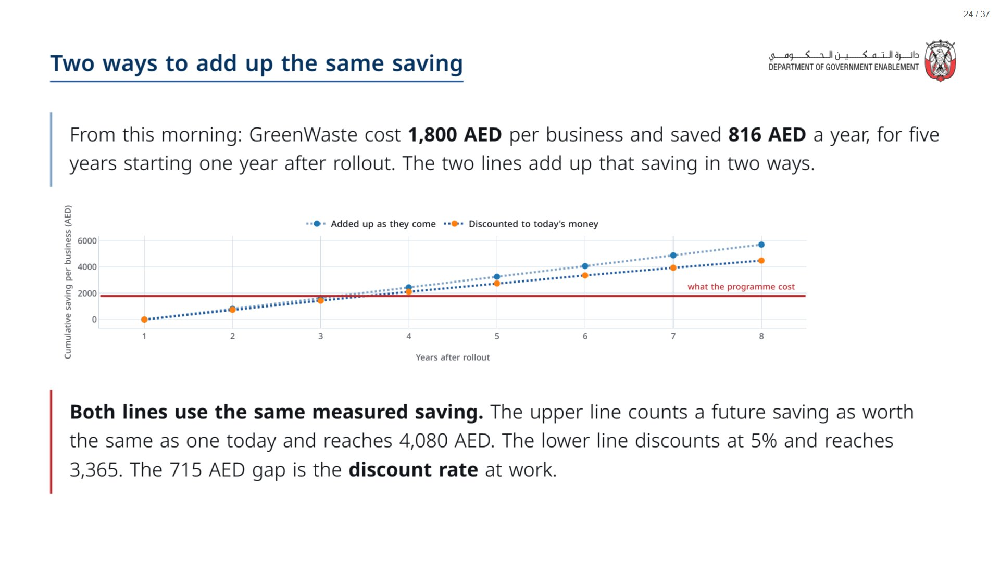 24 / 37
Two ways to add up the same saving
دائرة التمكين الحكومي
DEPARTMENT OF GOVERNMENT ENABLEMENT
From this morning: GreenWaste cost 1,800 AED per business and saved 816 AED a year, for five
years starting one year after rollout. The two lines add up that saving in two ways.
Cumulative saving per business (AED)
Added up as they come
Discounted to today's money
6000
4000
2000
0
what the programme cost
1 2 3 4 5 6 7 8
Years after rollout
Both lines use the same measured saving. The upper line counts a future saving as worth
the same as one today and reaches 4,080 AED. The lower line discounts at 5% and reaches
3,365. The 715 AED gap is the discount rate at work.